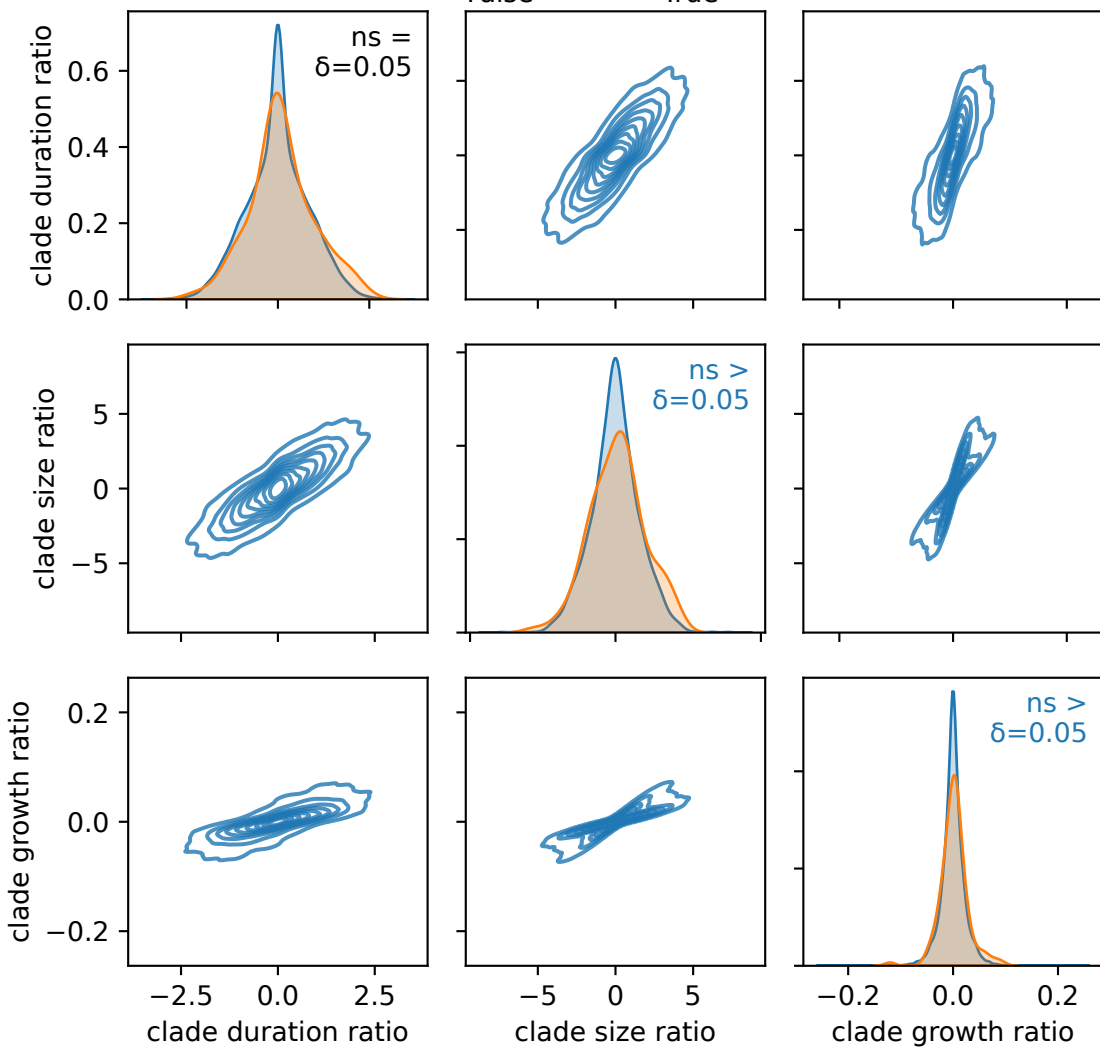 True
clade duration ratio
0.6
0.4
0.2
0.0
ns =
δ=0.05
clade size ratio
5
0
−5
ns >
δ=0.05
clade growth ratio
0.2
0.0
−0.2
ns >
δ=0.05
−2.5 0.0 2.5
−5 0 5
−0.2 0.0 0.2
clade duration ratio
clade size ratio
clade growth ratio